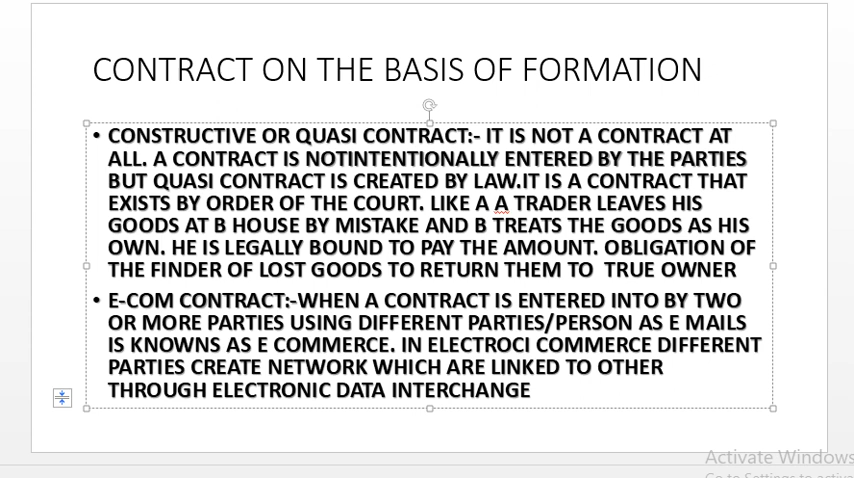 CONTRACT ON THE BASIS OF FORMATION
• CONSTRUCTIVE OR QUASI CONTRACT:- IT IS NOT A CONTRACT AT
ALL. A CONTRACT IS NOTINTENTIONALLY ENTERED BY THE PARTIES
BUT QUASI CONTRACT IS CREATED BY LAW.IT IS A CONTRACT THAT
EXISTS BY ORDER OF THE COURT. LIKE A A TRADER LEAVES HIS
GOODS AT B HOUSE BY MISTAKE AND B TREATS THE GOODS AS HIS
OWN. HE IS LEGALLY BOUND TO PAY THE AMOUNT. OBLIGATION OF
THE FINDER OF LOST GOODS TO RETURN THEM TO  TRUE OWNER
• E-COM CONTRACT:-WHEN A CONTRACT IS ENTERED INTO BY TWO
OR MORE PARTIES USING DIFFERENT PARTIES/PERSON AS E MAILS
IS KNOWNS AS E COMMERCE. IN ELECTROCI COMMERCE DIFFERENT
PARTIES CREATE NETWORK WHICH ARE LINKED TO OTHER
THROUGH ELECTRONIC DATA INTERCHANGE
Activate Windows
Go to Settings to